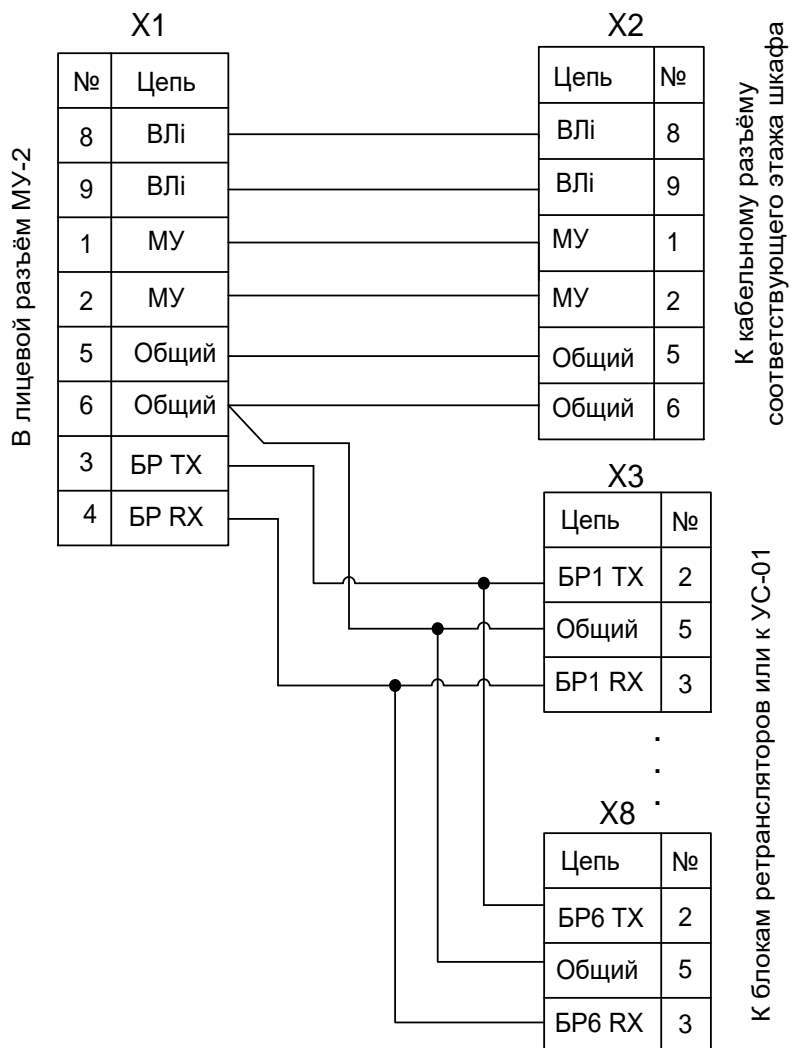 X1
№ Цепь
8 ВЛi
9 ВЛi
1 МУ
2 МУ
5 Общий
6 Общий
3 БР TX
4 БР RX
В лицевой разъём МУ-2
X2
Цепь №
ВЛi 8
ВЛi 9
МУ 1
МУ 2
Общий 5
Общий 6
К кабельному разъёму
соответствующего этажа шкафа
X3
Цепь №
БР1 TX 2
Общий 5
БР1 RX 3
.
.
.
X8
Цепь №
БР6 TX 2
Общий 5
БР6 RX 3
К блокам ретрансляторов или к УС-01